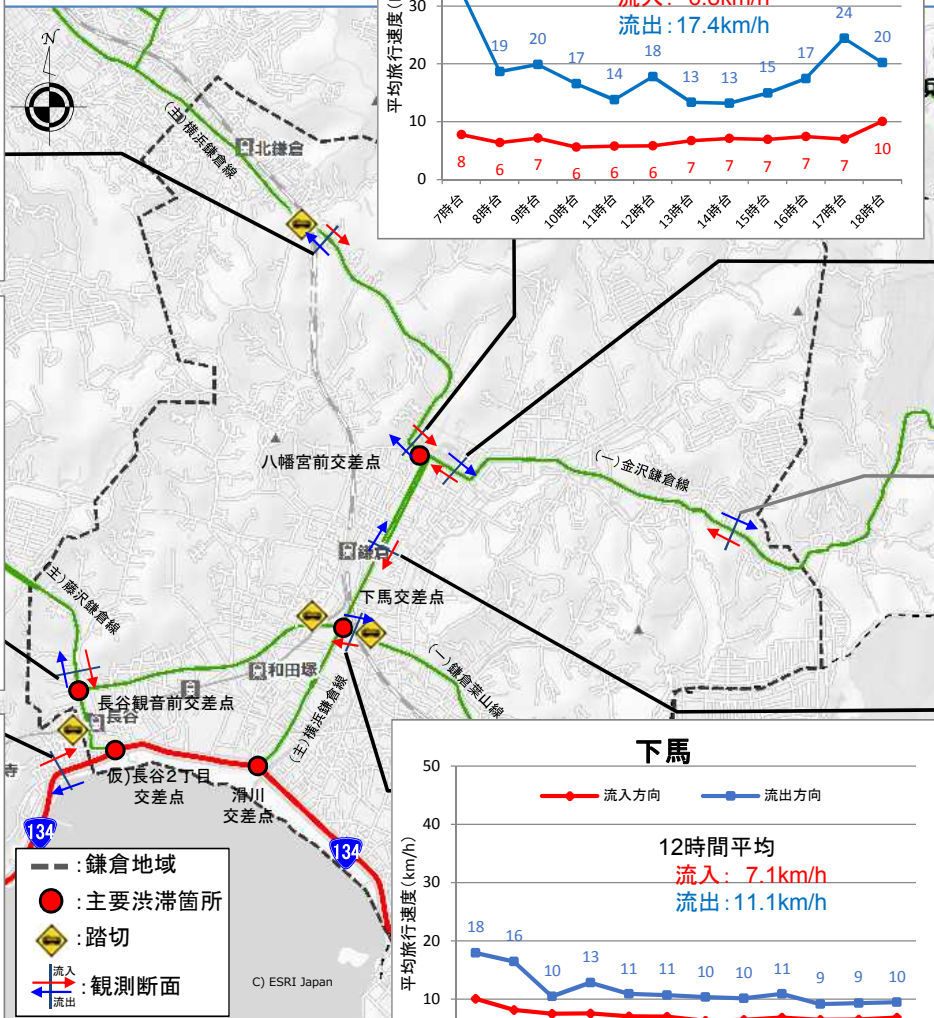 N
(主)横浜鎌倉線
北鎌倉
平均旅行速度(
流出:17.4km/h
30
20
10
0
19
20
17
14
18
13
13
15
17
24
20
8
6
7
6
6
6
7
7
7
7
7
10
7時台
8時台
9時台
10時台
11時台
12時台
13時台
14時台
15時台
16時台
17時台
18時台
八幡宮前交差点
(一)金沢鎌倉線
鎌倉
下馬交差点
主)藤沢鎌倉線
和田塚
(一)鎌倉葉山線
長谷観音前交差点
(主)横浜鎌倉線
長谷
寺
仮)長谷2丁目
交差点
滑川
交差点
134
134
:鎌倉地域
:主要渋滞箇所
:踏切
流入
流出
:観測断面
C) ESRI Japan
下馬
流入方向
流出方向
12時間平均
流入: 7.1km/h
流出:11.1km/h
平均旅行速度(km/h)
50
40
30
20
10
18
16
10
13
11
11
10
10
11
9
9
10